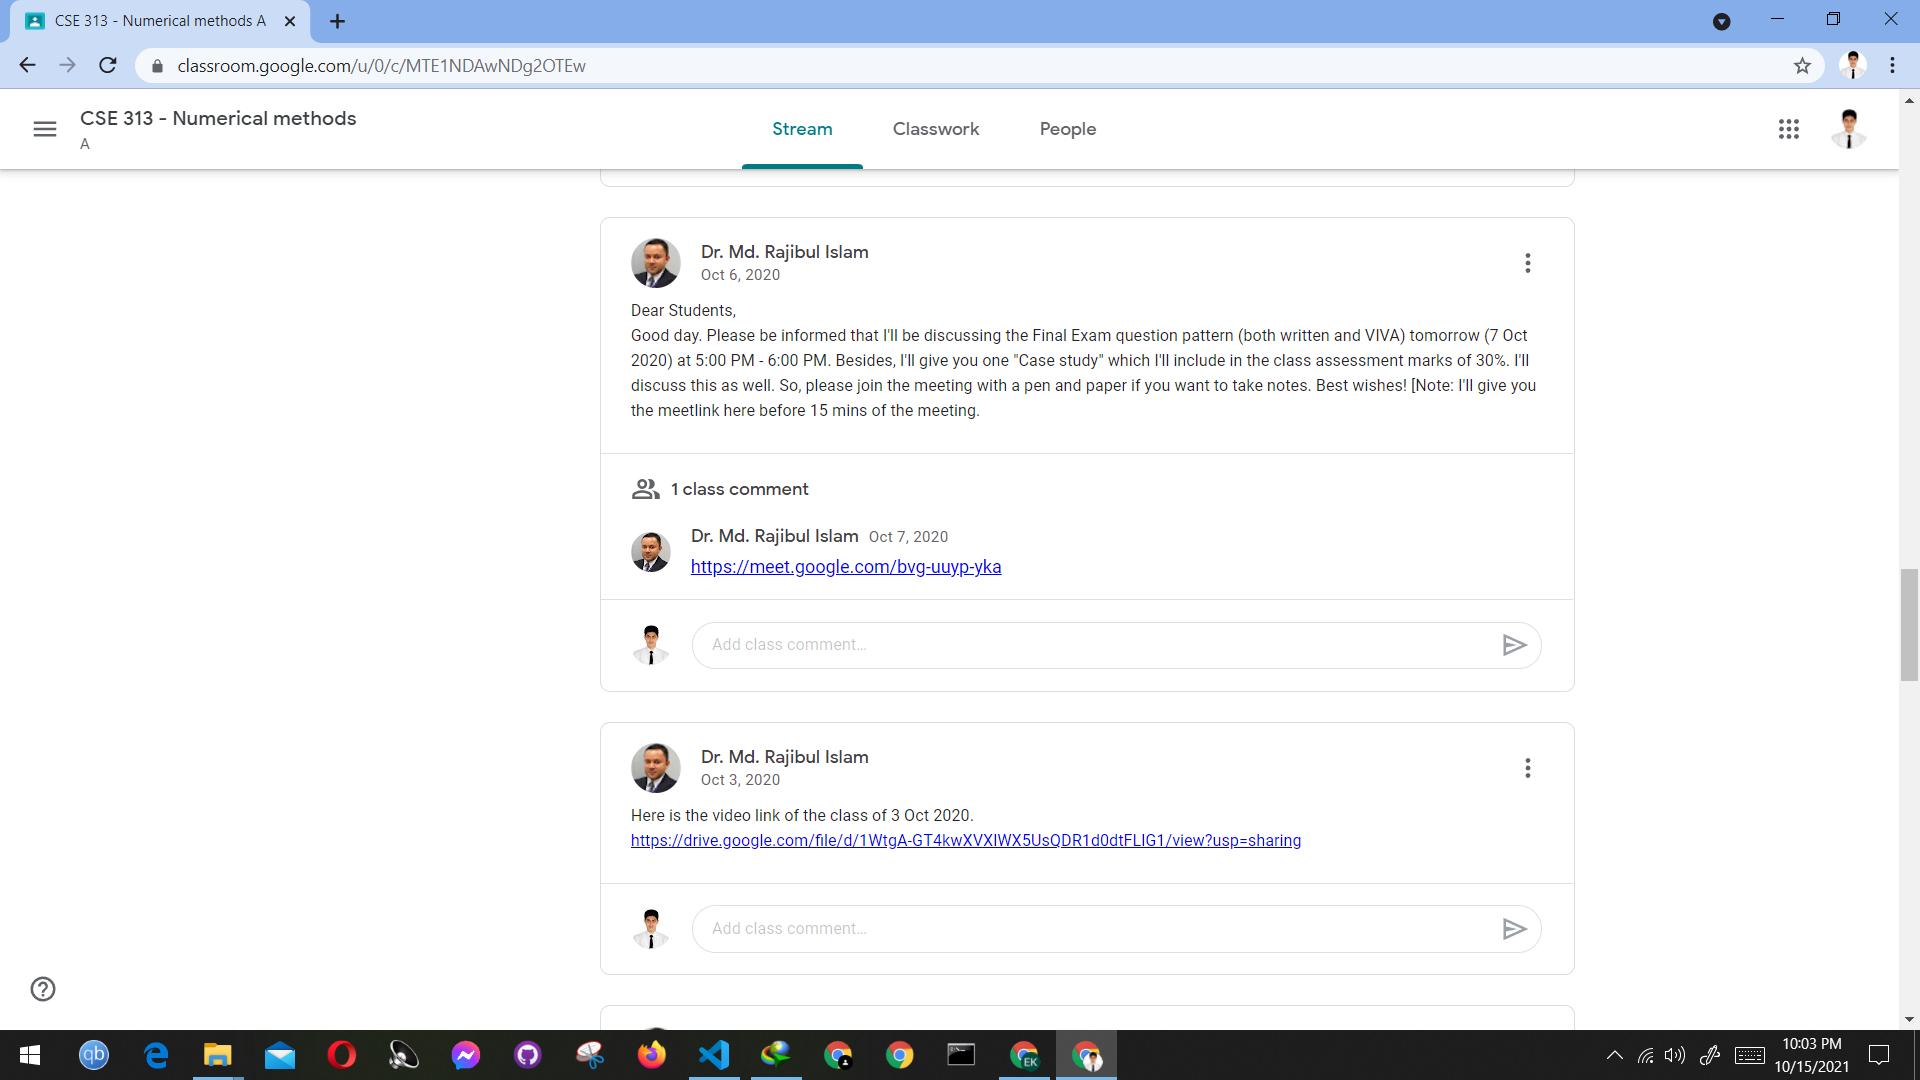 CSE 313 - Numerical methods A
classroom.google.com/u/0/c/MTE1NDAwNDg2OTEw
CSE 313 - Numerical methods
A
Stream
Classwork
People
Dr. Md. Rajibul Islam
Oct 6, 2020
Dear Students,
Good day. Please be informed that I'll be discussing the Final Exam question pattern (both written and VIVA) tomorrow (7 Oct
2020) at 5:00 PM - 6:00 PM. Besides, I'll give you one "Case study" which I'll include in the class assessment marks of 30%. I'll
discuss this as well. So, please join the meeting with a pen and paper if you want to take notes. Best wishes! [Note: I'll give you
the meetlink here before 15 mins of the meeting.
1 class comment
Dr. Md. Rajibul Islam Oct 7, 2020
https://meet.google.com/bvg-uuyp-yka
Add class comment...
Dr. Md. Rajibul Islam
Oct 3, 2020
Here is the video link of the class of 3 Oct 2020.
https://drive.google.com/file/d/1WtgA-GT4kwXVXIWX5UsQDR1d0dtFLIG1/view?usp=sharing
Add class comment...
qb
EK
10:03 PM
10/15/2021